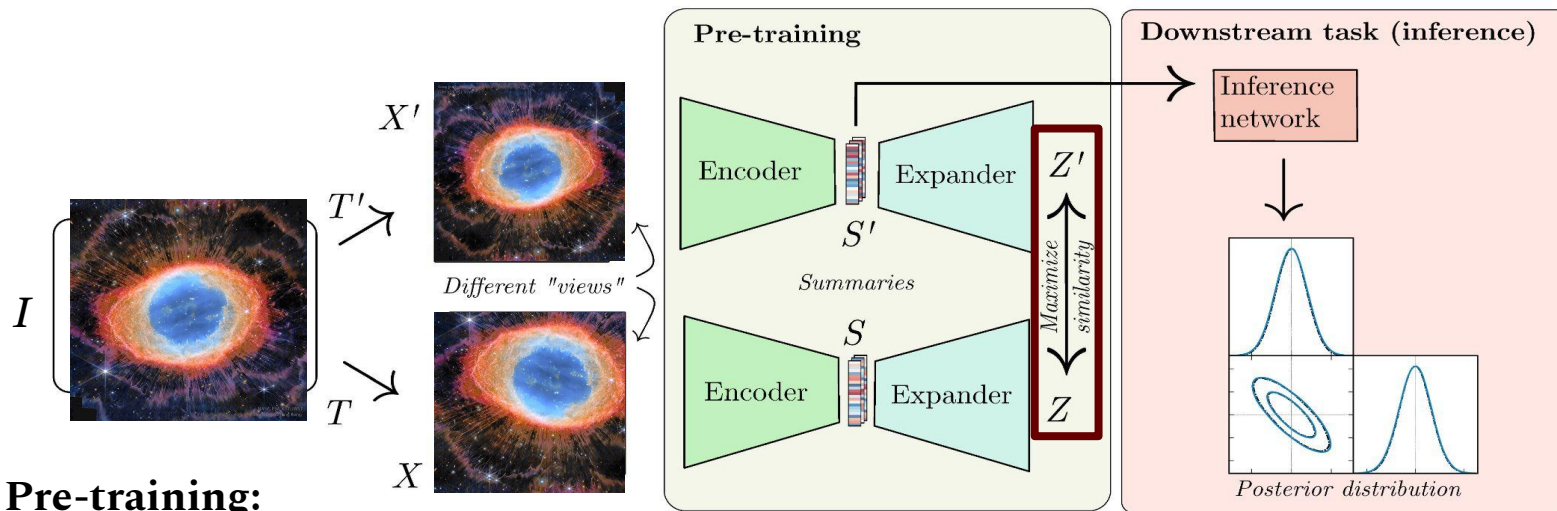 Pre-training
Downstream task (inference)
Inference
network
X'
Encoder
Expander
Z'
T'
S'
Different "views"
Summaries
Maximize
similarity
I
S
Encoder
Expander
Z
T
X
Posterior distribution
Pre-training: